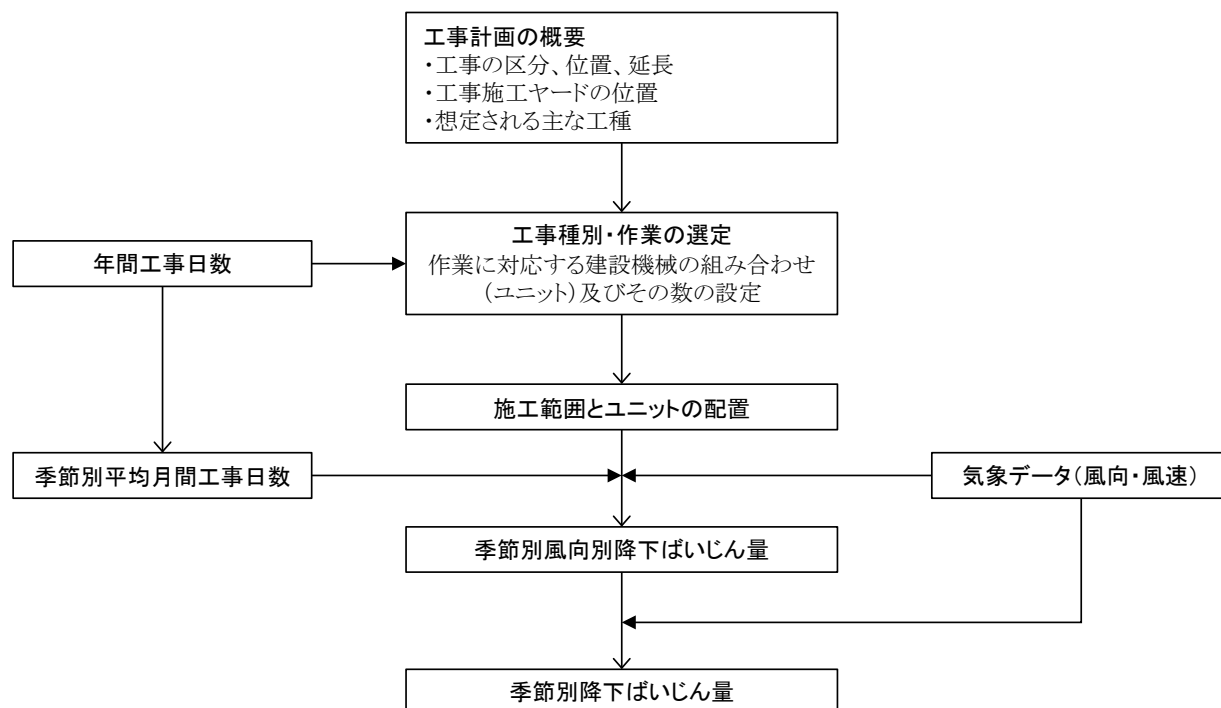 工事計画の概要
・工事の区分、位置、延長
・工事施工ヤードの位置
・想定される主な工種
工事種別・作業の選定
作業に対応する建設機械の組み合わせ
(ユニット)及びその数の設定
年間工事日数
施工範囲とユニットの配置
季節別平均月間工事日数
気象データ(風向・風速)
季節別風向別降下ばいじん量
季節別降下ばいじん量